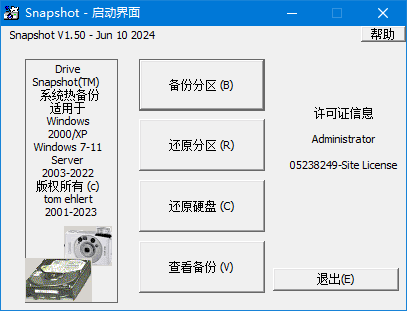 Snapshot - 启动界面
Snapshot V1.50 - Jun 10 2024
帮助
Drive
Snapshot(TM)
系统热备份
适用于
Windows
2000/XP
Windows 7-11
Server
2003-2022
版权所有 (c)
tom ehlert
2001-2023
备份分区 (B)
还原分区 (R)
还原硬盘 (C)
查看备份 (V)
许可证信息
Administrator
05238249-Site License
退出(E)